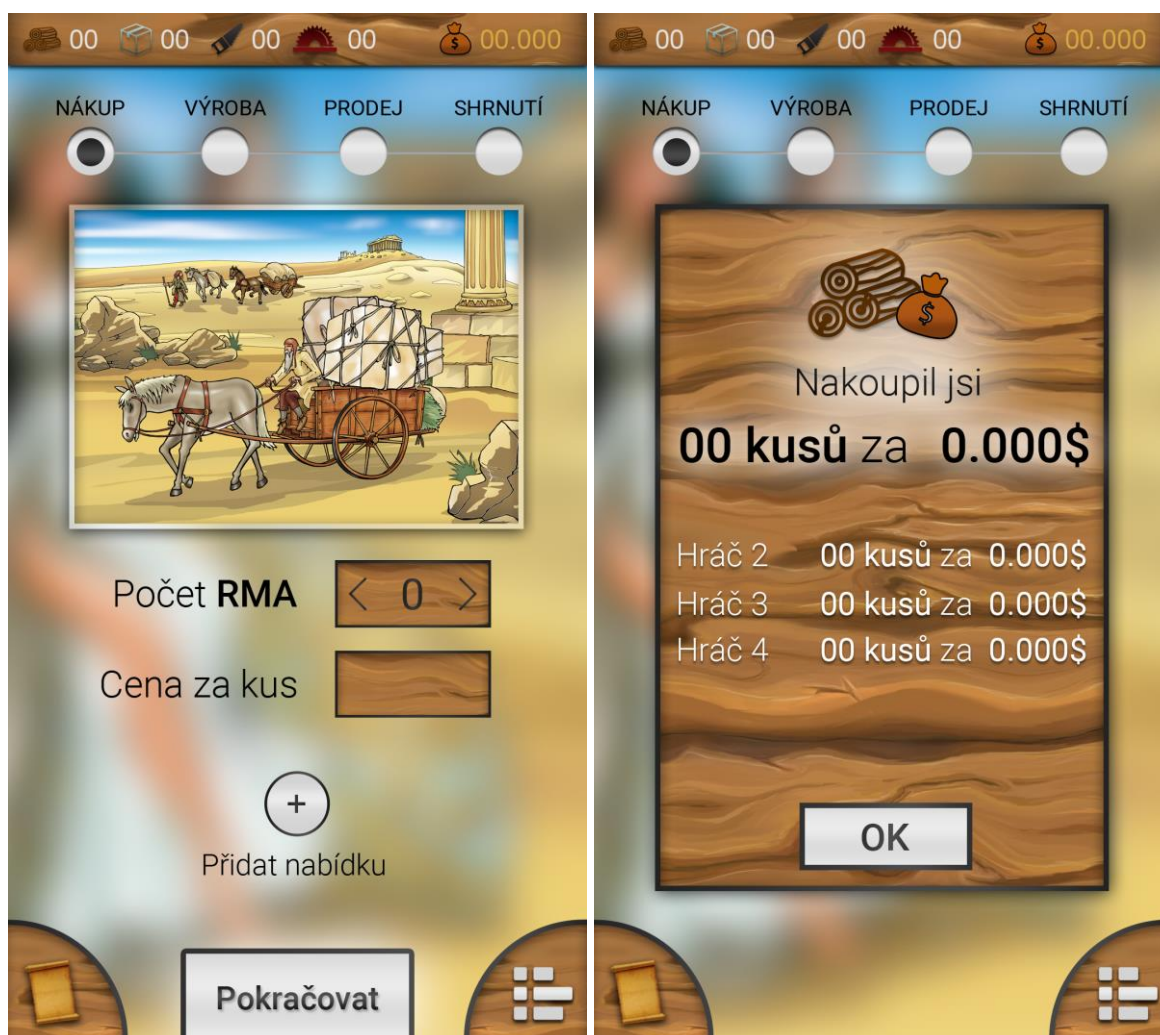 00 00 00 00 $ 00.000
NÁKUP VÝROBA PRODEJ SHRNUTÍ
Počet RMA < 0 >
Cena za kus
+
Přidat nabídku
Pokračovat
00 00 00 00 $ 00.000
NÁKUP VÝROBA PRODEJ SHRNUTÍ
$
Nakoupil jsi
00 kusů za 0.000$
Hráč 2 00 kusů za 0.000$
Hráč 3 00 kusů za 0.000$
Hráč 4 00 kusů za 0.000$
OK